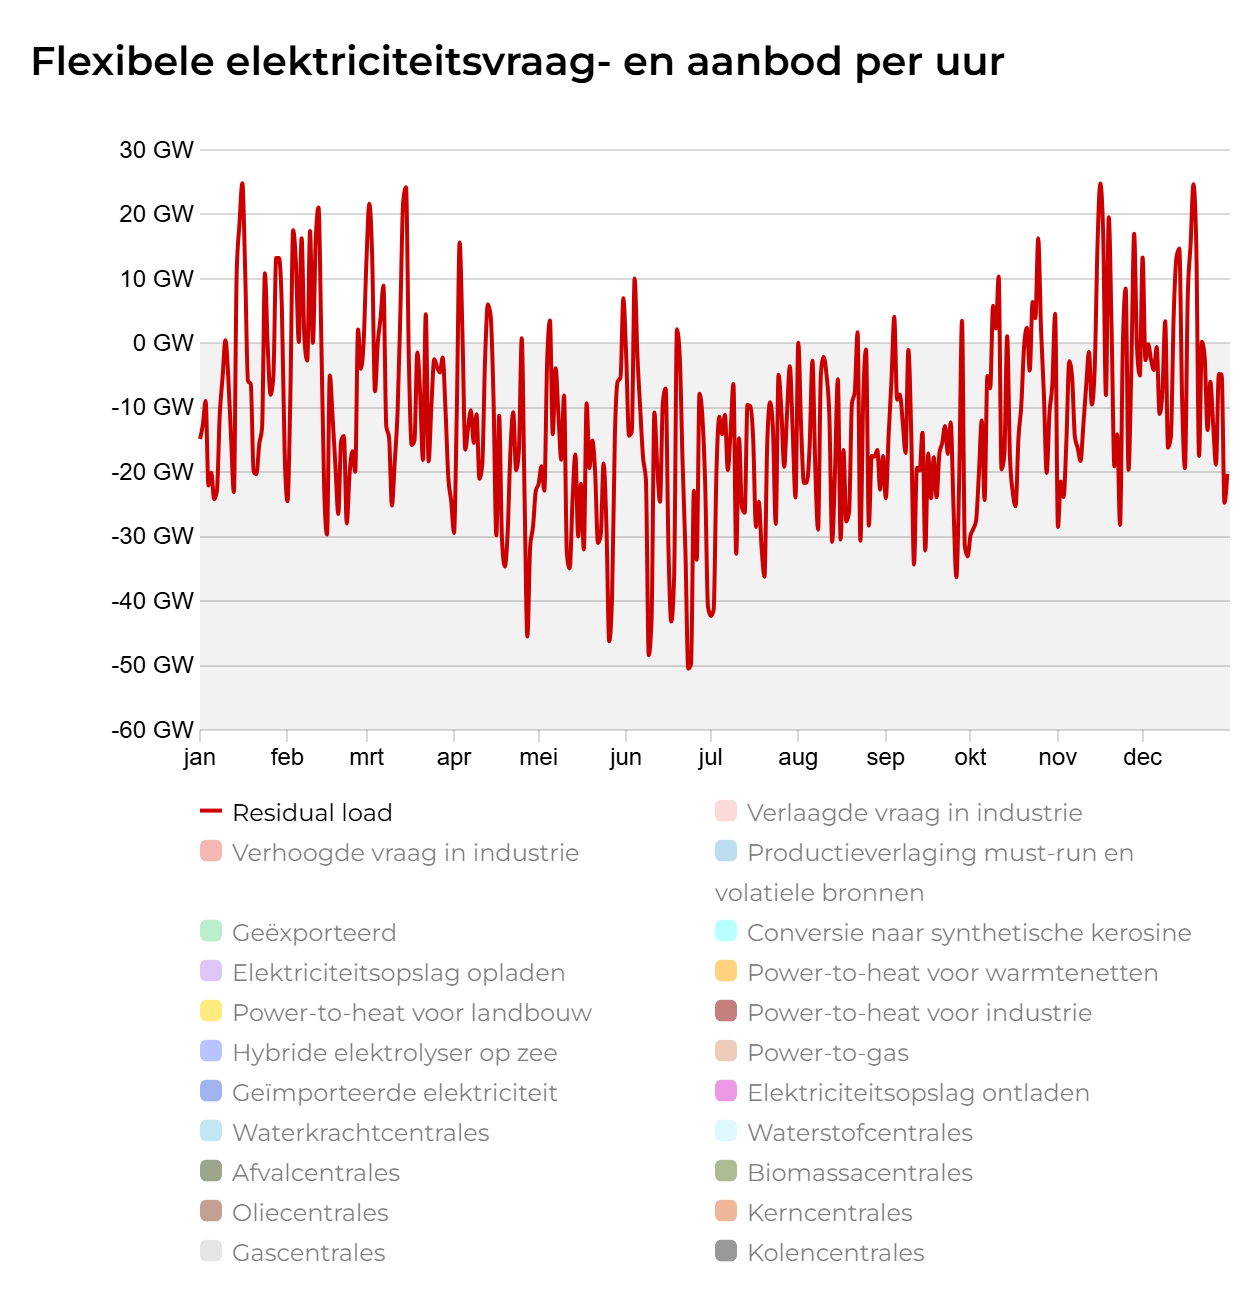 Flexibele elektriciteitsvraag- en aanbod per uur
30 GW
20 GW
10 GW
0 GW
-10 GW
-20 GW
-30 GW
-40 GW
-50 GW
-60 GW
jan feb mrt apr mei jun jul aug sep okt nov dec
Residual load
Verlaagde vraag in industrie
Verhoogde vraag in industrie
Productieverlaging must-run en
volatiele bronnen
Geëxporteerd
Conversie naar synthetische kerosine
Elektriciteitsopslag opladen
Power-to-heat voor warmtenetten
Power-to-heat voor landbouw
Power-to-heat voor industrie
Hybride elektrolyser op zee
Power-to-gas
Geïmporteerde elektriciteit
Elektriciteitsopslag ontladen
Waterkrachtcentrales
Waterstofcentrales
Afvalcentrales
Biomassacentrales
Oliecentrales
Kerncentrales
Gascentrales
Kolencentrales